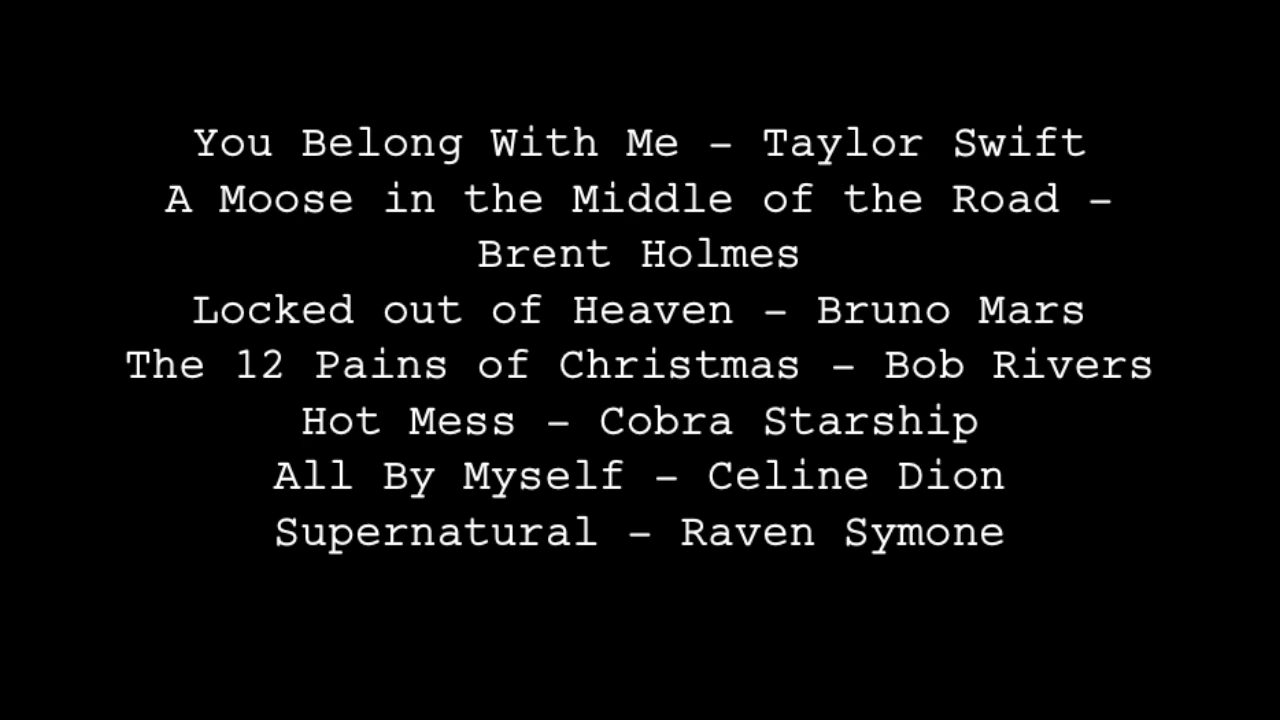 You Belong With Me – Taylor Swift
A Moose in the Middle of the Road –
Brent Holmes
Locked out of Heaven – Bruno Mars
The 12 Pains of Christmas – Bob Rivers
Hot Mess – Cobra Starship
All By Myself – Celine Dion
Supernatural – Raven Symone